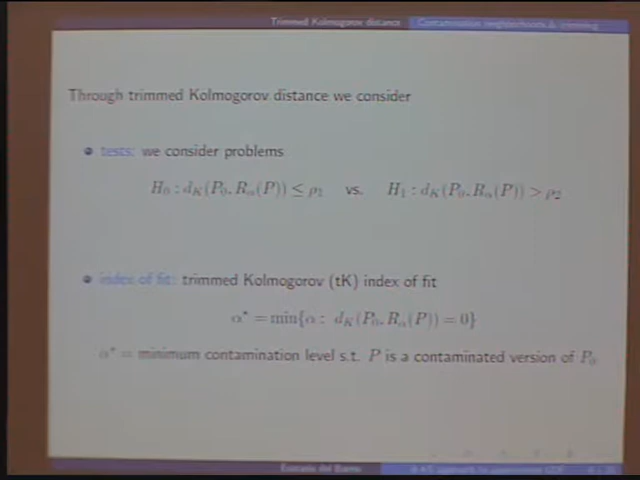 Trimmed Kolmogorov distance
Contamination neighborhoods & trimming
Through trimmed Kolmogorov distance we consider
tests: we consider problems
H₀ : d_K(P₀, R_α(P)) ≤ ρ₁ vs. H₁ : d_K(P₀, R_α(P)) > ρ₂
index of fit: trimmed Kolmogorov (tK) index of fit
α* = min{α : d_K(P₀, R_α(P)) = 0}
α* = minimum contamination level s.t. P is a contaminated version of P₀
Eustasio del Barrio